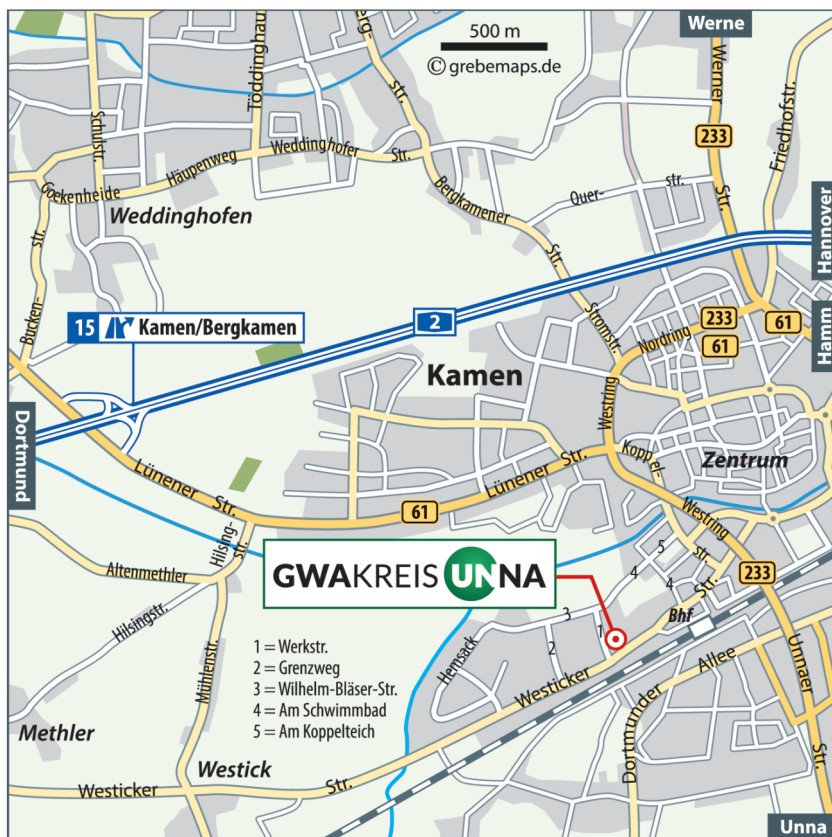 500 m
© grebemaps.de
Werne
Werner
Str.
233
Friedhofstr.
Hannover
Hamm
61
Töddinghau
Berg-
str.
Schulstr.
Weddinghofer
Str.
Häupenweg
Goekenheide
Weddinghofen
Bergkamener
Str.
Quer-
str.
Bucken-
str.
15 Kamen/Bergkamen
2
Stromstr.
Nordring
233
61
Kamen
Westring
Dortmund
Lünener Str.
61
Lünener Str.
Koppel-
str.
Zentrum
Westring
233
Hilsing-
str.
Altenmethler
Hilsingstr.
Mühlenstr.
GWAKREIS UNNA
5
4
4
3
1
2
Bhf
Hemsack
1 = Werkstr.
2 = Grenzweg
3 = Wilhelm-Bläser-Str.
4 = Am Schwimmbad
5 = Am Koppelteich
Westicker
Str.
Dortmunder Allee
Unnaer
Str.
Methler
Westick
Westicker Str.
Unna